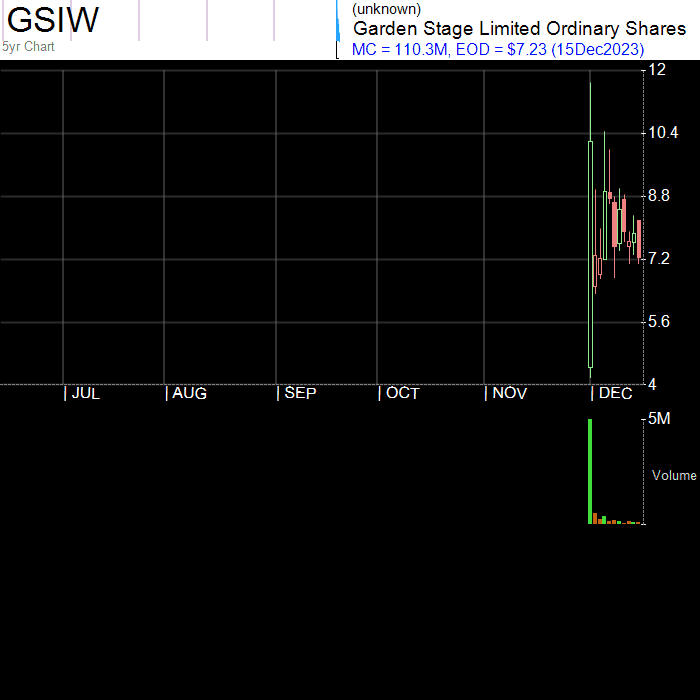 GSIW
5yr Chart
(unknown)
Garden Stage Limited Ordinary Shares
MC = 110.3M, EOD = $7.23 (15Dec2023)
12
10.4
8.8
7.2
5.6
4
| JUL | AUG | SEP | OCT | NOV | DEC
5M
Volume